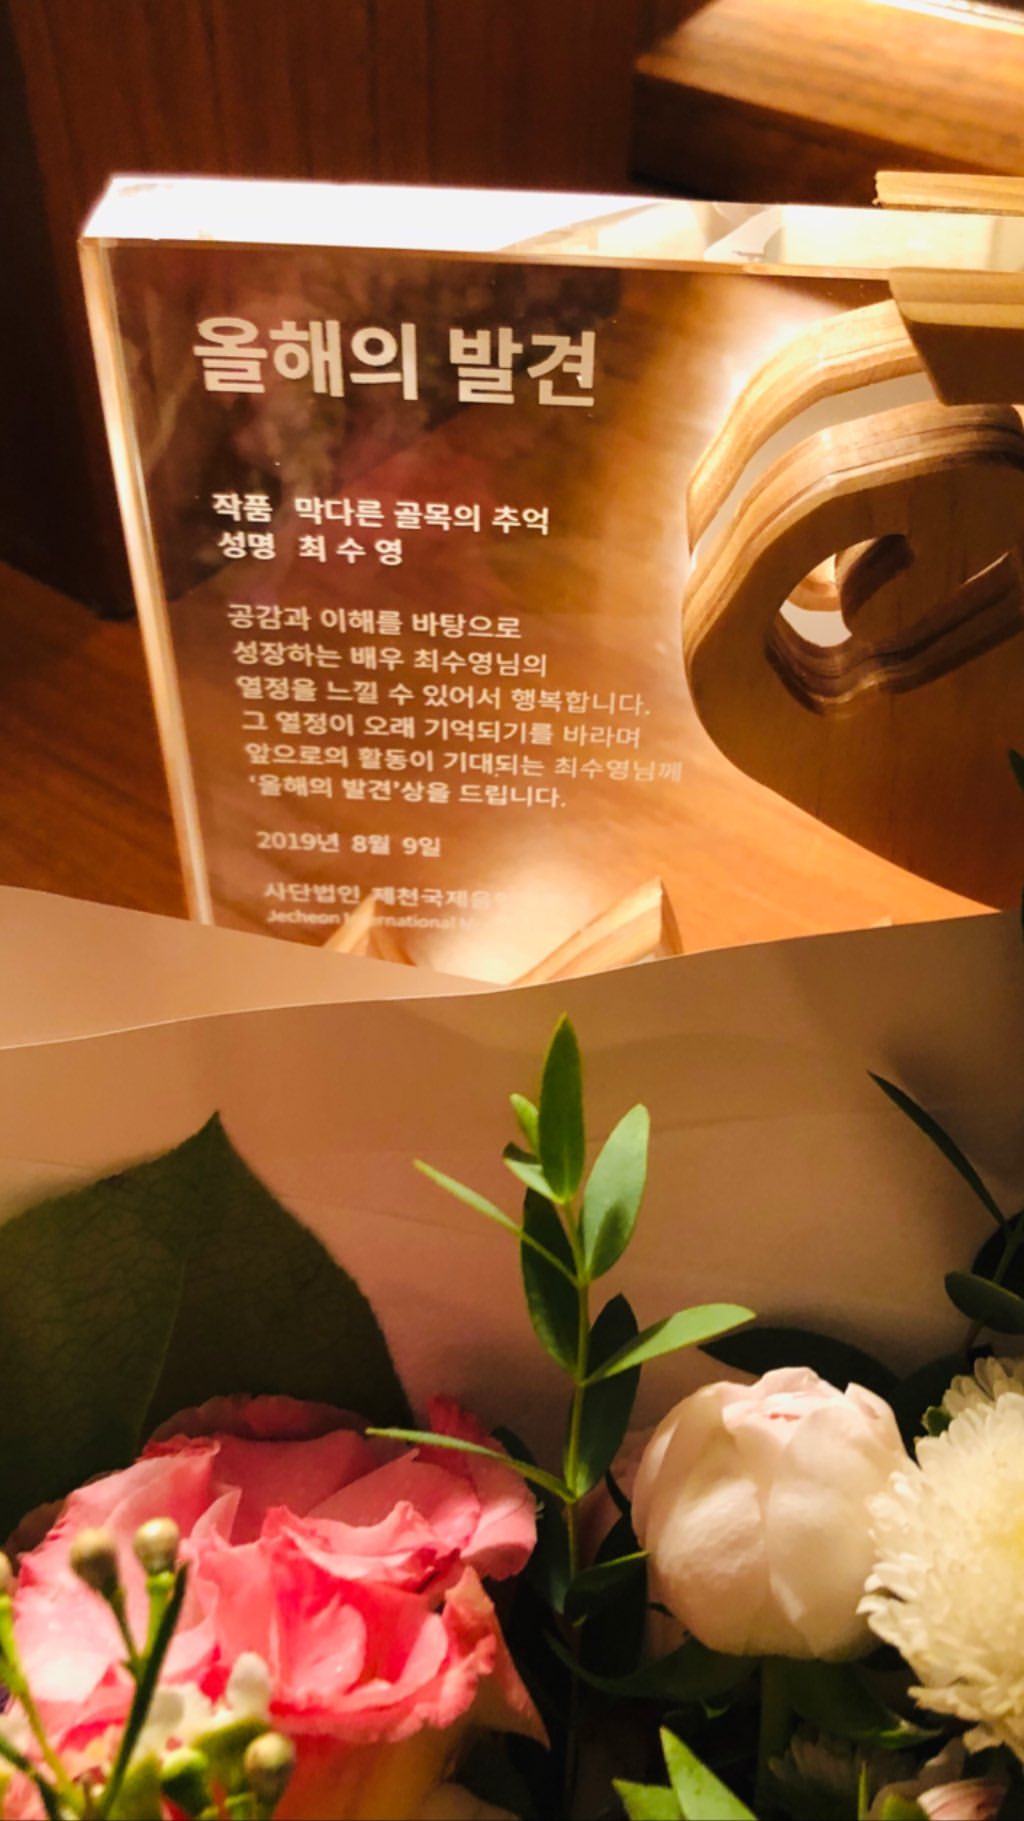 올해의 발견
작품 막다른 골목의 추억
성명 최 수 영
공감과 이해를 바탕으로
성장하는 배우 최수영님의
열정을 느낄 수 있어서 행복합니다.
그 열정이 오래 기억되기를 바라며
앞으로의 활동이 기대되는 최수영님께
‘올해의 발견’상을 드립니다.
2019년 8월 9일
사단법인 제천국제음
Jecheon